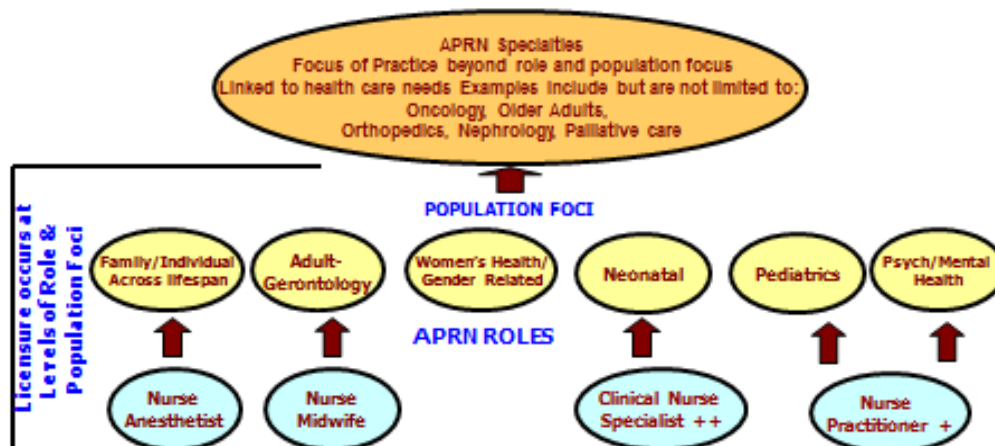 APRN Specialties
Focus of Practice beyond role and population focus
Linked to health care needs Examples include but are not limited to:
Oncology, Older Adults,
Orthopedics, Nephrology, Palliative care
POPULATION FOCI
Licensure occurs at
Levels of Role &
Population Foci
Family/Individual
Across lifespan
Adult-
Gerontology
Women's Health/
Gender Related
Neonatal
Pediatrics
Psych/Mental
Health
APRN ROLES
Nurse
Anesthetist
Nurse
Midwife
Clinical Nurse
Specialist ++
Nurse
Practitioner +